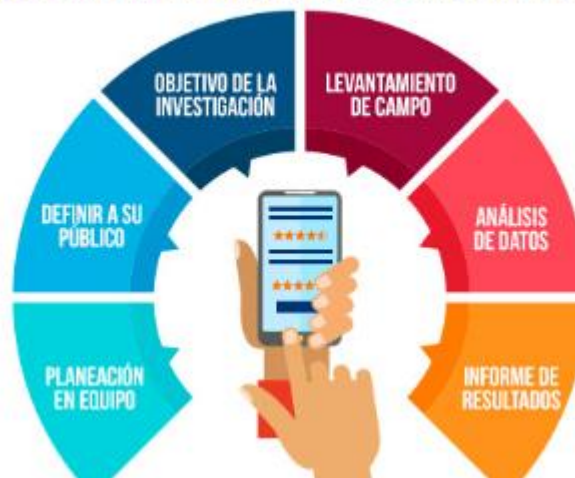 PLANEACIÓN
EN EQUIPO
DEFINIR A SU
PÚBLICO
OBJETIVO DE LA
INVESTIGACIÓN
LEVANTAMIENTO
DE CAMPO
ANÁLISIS
DE DATOS
INFORME DE
RESULTADOS